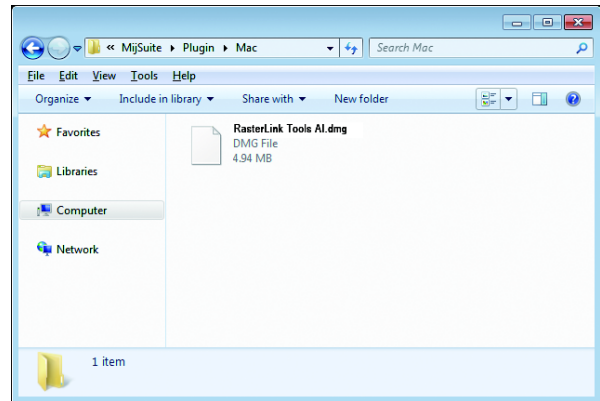 « MijSuite ▸ Plugin ▸ Mac Search Mac
File Edit View Tools Help
Organize Include in library Share with New folder
Favorites
Libraries
Computer
Network
RasterLink Tools AI.dmg
DMG File
4.94 MB
1 item